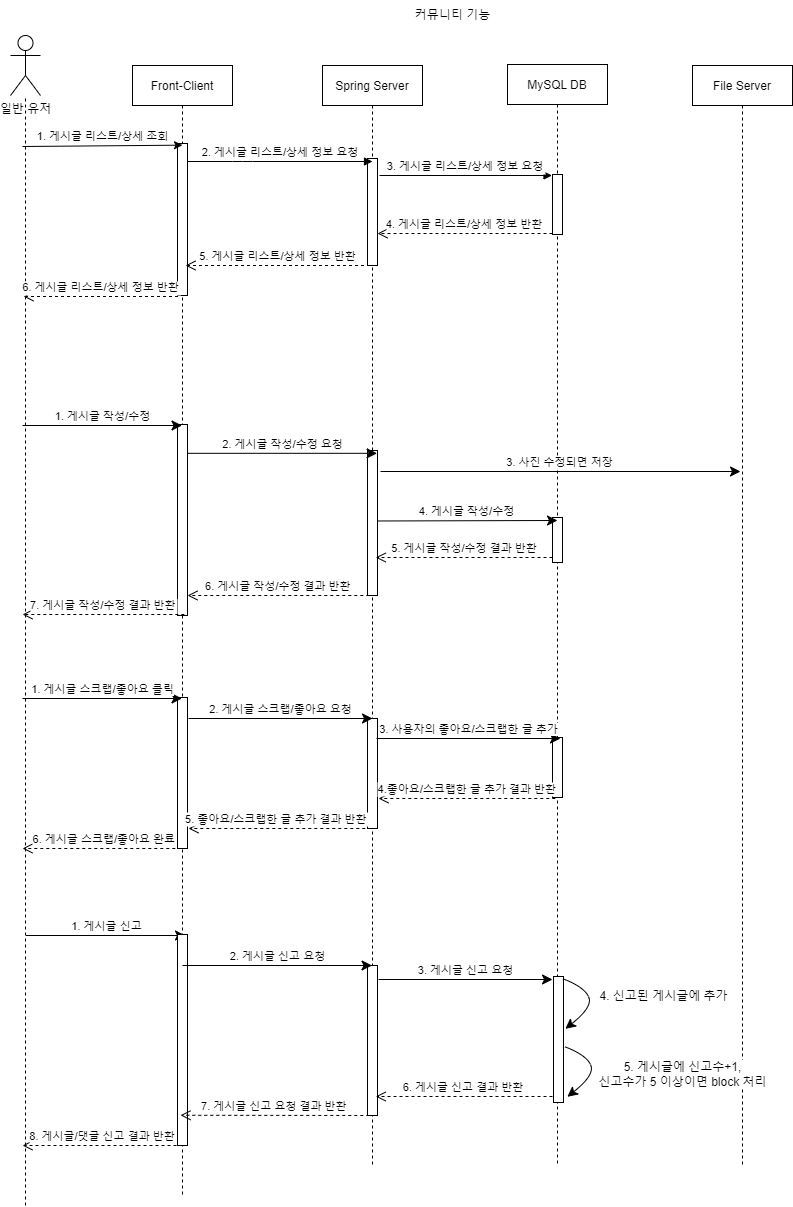 커뮤니티 기능
일반 유저
Front-Client
Spring Server
MySQL DB
File Server
1. 게시글 리스트/상세 조회
2. 게시글 리스트/상세 정보 요청
3. 게시글 리스트/상세 정보 요청
4. 게시글 리스트/상세 정보 반환
5. 게시글 리스트/상세 정보 반환
6. 게시글 리스트/상세 정보 반환
1. 게시글 작성/수정
2. 게시글 작성/수정 요청
3. 사진 수정되면 저장
4. 게시글 작성/수정
5. 게시글 작성/수정 결과 반환
6. 게시글 작성/수정 결과 반환
7. 게시글 작성/수정 결과 반환
1. 게시글 스크랩/좋아요 클릭
2. 게시글 스크랩/좋아요 요청
3. 사용자의 좋아요/스크랩한 글 추가
4.좋아요/스크랩한 글 추가 결과 반환
5. 좋아요/스크랩한 글 추가 결과 반환
6. 게시글 스크랩/좋아요 완료
1. 게시글 신고
2. 게시글 신고 요청
3. 게시글 신고 요청
4. 신고된 게시글에 추가
5. 게시글에 신고수+1,
신고수가 5 이상이면 block 처리
6. 게시글 신고 결과 반환
7. 게시글 신고 요청 결과 반환
8. 게시글/댓글 신고 결과 반환